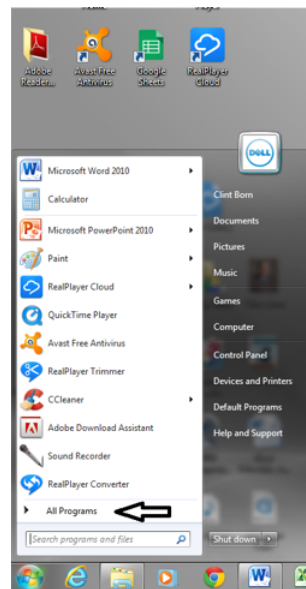 Adobe Reader...
Avast Free Antivirus
Google Sheets
RealPlayer Cloud
DELL
Microsoft Word 2010
Calculator
Microsoft PowerPoint 2010
Paint
RealPlayer Cloud
QuickTime Player
Avast Free Antivirus
RealPlayer Trimmer
CCleaner
Adobe Download Assistant
Sound Recorder
RealPlayer Converter
All Programs
Search programs and files
Clint Born
Documents
Pictures
Music
Games
Computer
Control Panel
Devices and Printers
Default Programs
Help and Support
Shut down